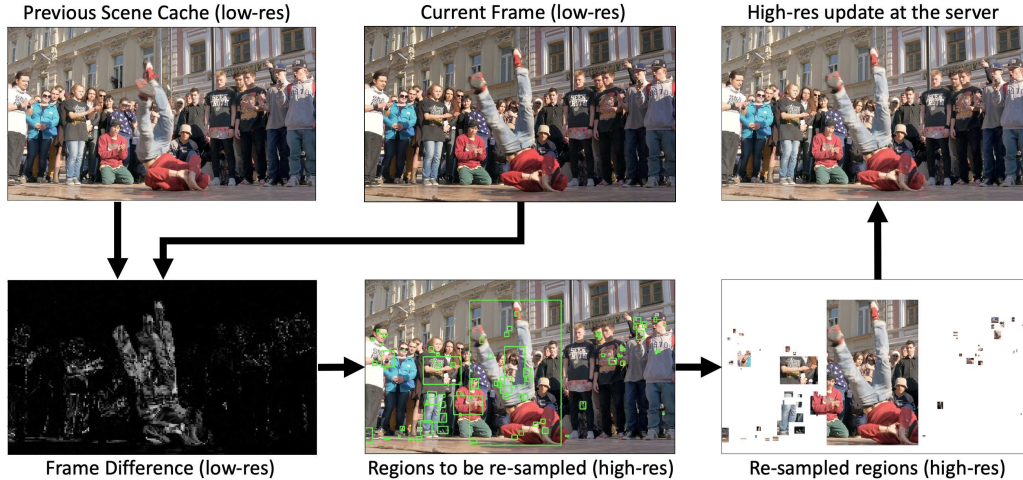 Previous Scene Cache (low-res)
Current Frame (low-res)
High-res update at the server
Frame Difference (low-res)
Regions to be re-sampled (high-res)
Re-sampled regions (high-res)